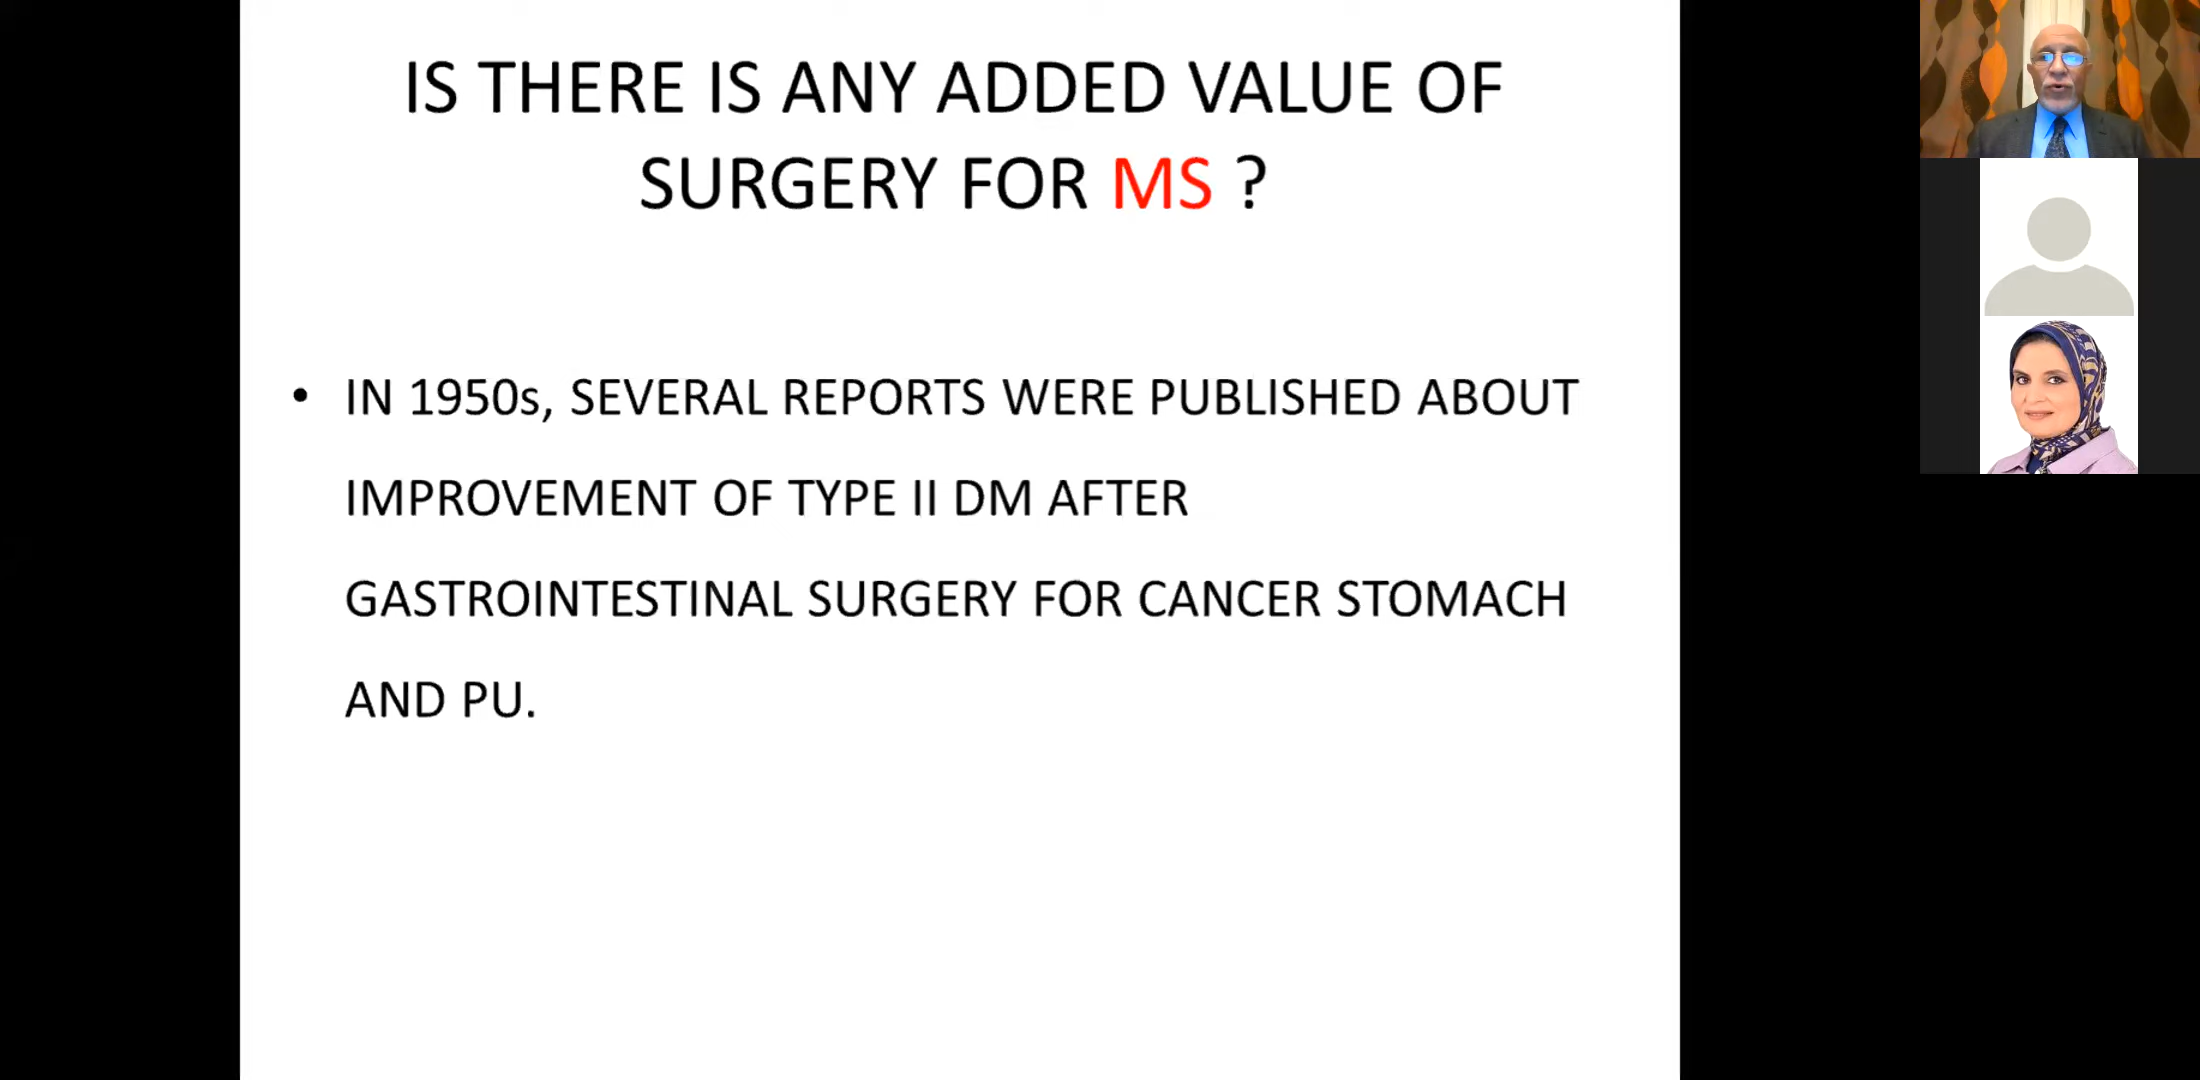 IS THERE IS ANY ADDED VALUE OF
SURGERY FOR MS ?
• IN 1950s, SEVERAL REPORTS WERE PUBLISHED ABOUT
IMPROVEMENT OF TYPE II DM AFTER
GASTROINTESTINAL SURGERY FOR CANCER STOMACH
AND PU.